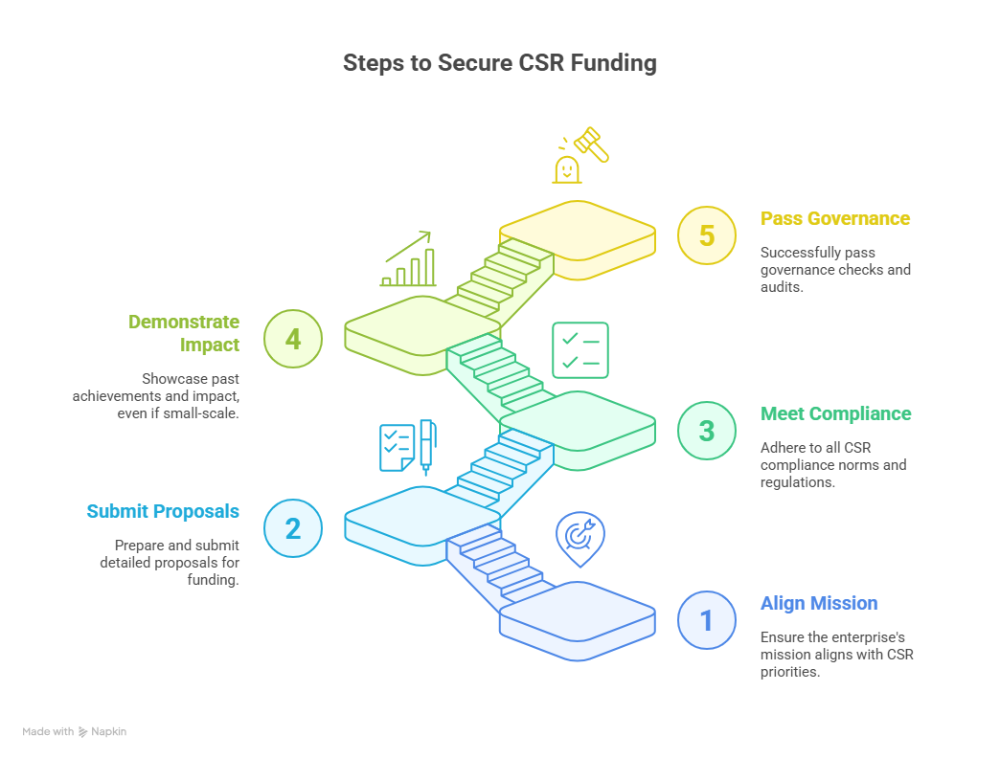 Steps to Secure CSR Funding
5
Pass Governance
Successfully pass
governance checks and
audits.
Demonstrate
Impact
4
Showcase past
achievements and impact,
even if small-scale.
3
Meet Compliance
Adhere to all CSR
compliance norms and
regulations.
Submit Proposals
2
Prepare and submit
detailed proposals for
funding.
1
Align Mission
Ensure the enterprise's
mission aligns with CSR
priorities.
Made with Napkin